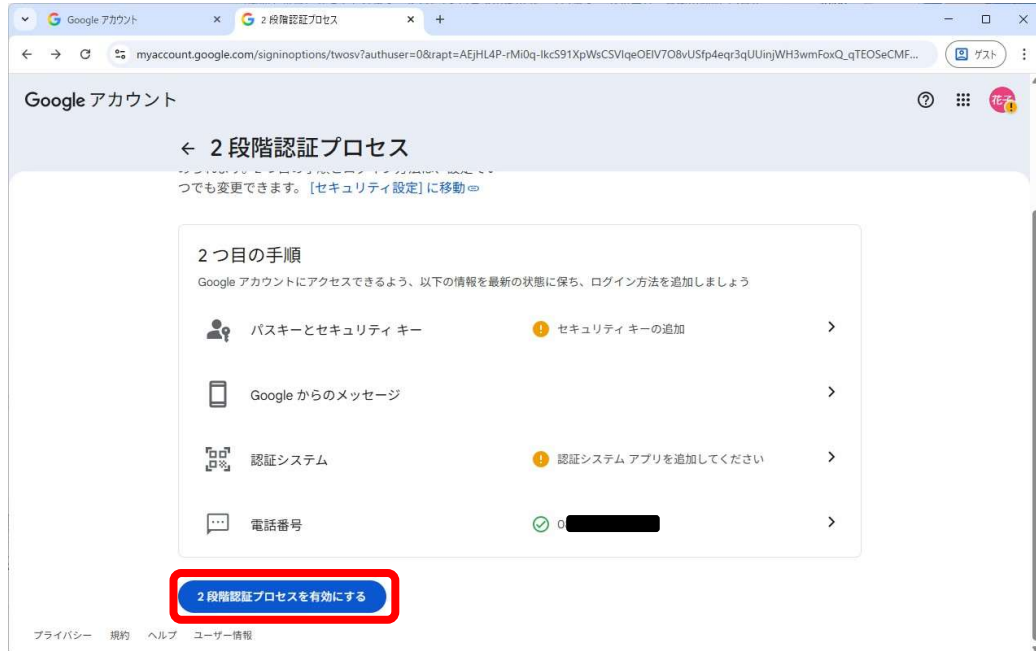 Google アカウント
2 段階認証プロセス
myaccount.google.com/signinoptions/twosv?authuser=0&rapt=AEjHL4P-rMi0q-IkcS91XpWsCSVlqeOEIV7O8vUSfp4eqr3qUUinjWH3wmFoxQ_qTEOSeCMF...
ゲスト
Google アカウント
花子
2 段階認証プロセス
つでも変更できます。 [セキュリティ設定] に移動
2 つ目の手順
Google アカウントにアクセスできるよう、以下の情報を最新の状態に保ち、ログイン方法を追加しましょう
パスキーとセキュリティ キー
セキュリティ キーの追加
Google からのメッセージ
認証システム
認証システム アプリを追加してください
電話番号
0
2 段階認証プロセスを有効にする
プライバシー 規約 ヘルプ ユーザー情報